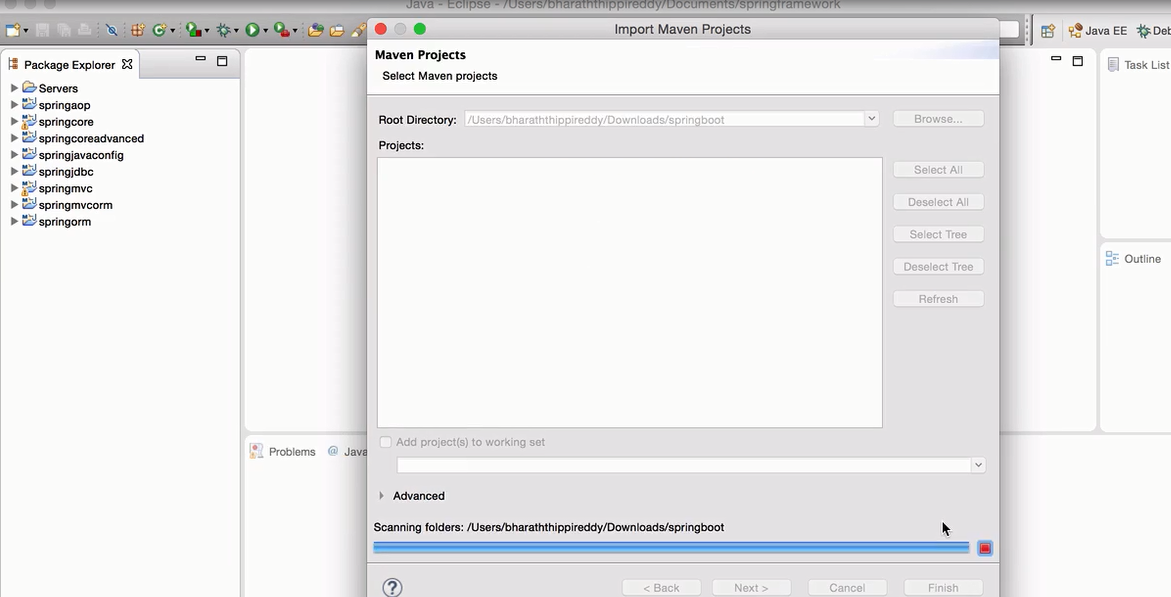 Java - Eclipse - /Users/bharaththippireddy/Documents/springframework
Import Maven Projects
Java EE
Deb
Package Explorer
Servers
springaop
springcore
springcoreadvanced
springjavaconfig
springjdbc
springmvc
springmvcorm
springorm
Maven Projects
Select Maven projects
Root Directory: /Users/bharaththippireddy/Downloads/springboot Browse...
Projects:
Select All
Deselect All
Select Tree
Deselect Tree
Refresh
Add project(s) to working set
Advanced
Scanning folders: /Users/bharaththippireddy/Downloads/springboot
? < Back Next > Cancel Finish
Problems @ Java
Task List
Outline